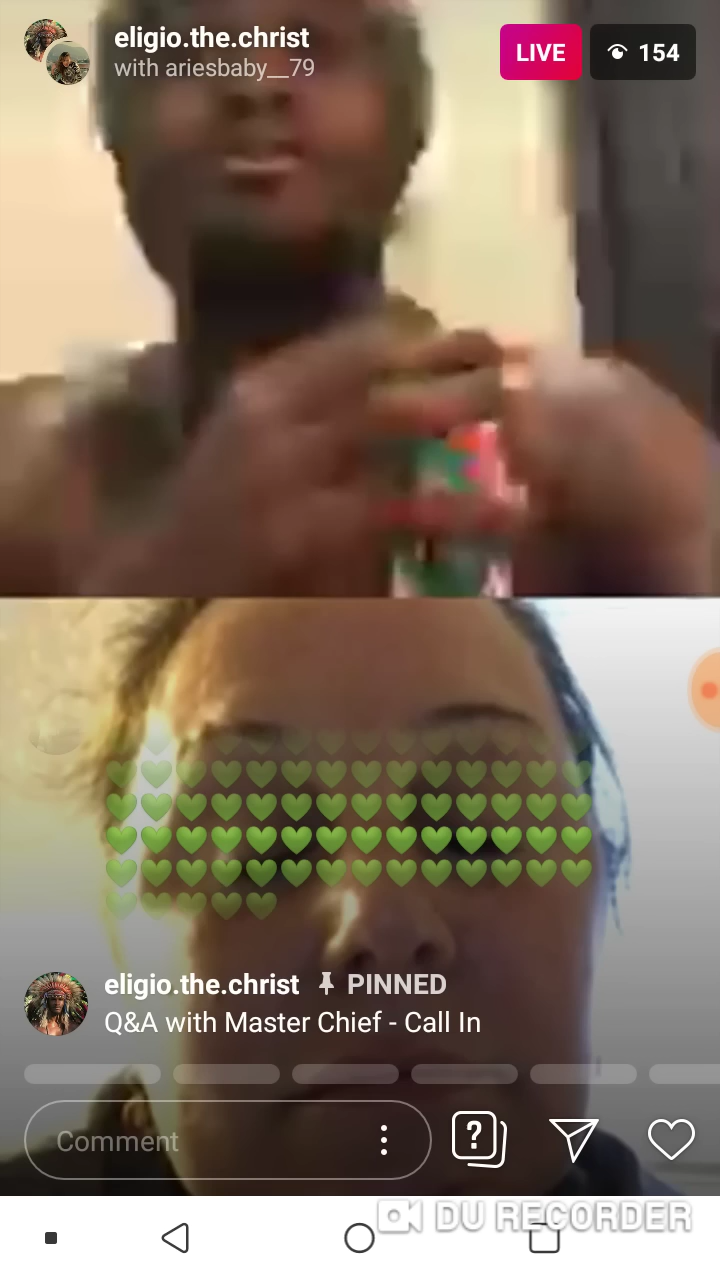 eligio.the.christ
with ariesbaby__79
LIVE
154
eligio.the.christ PINNED
Q&A with Master Chief - Call In
Comment
?
DU RECORDER